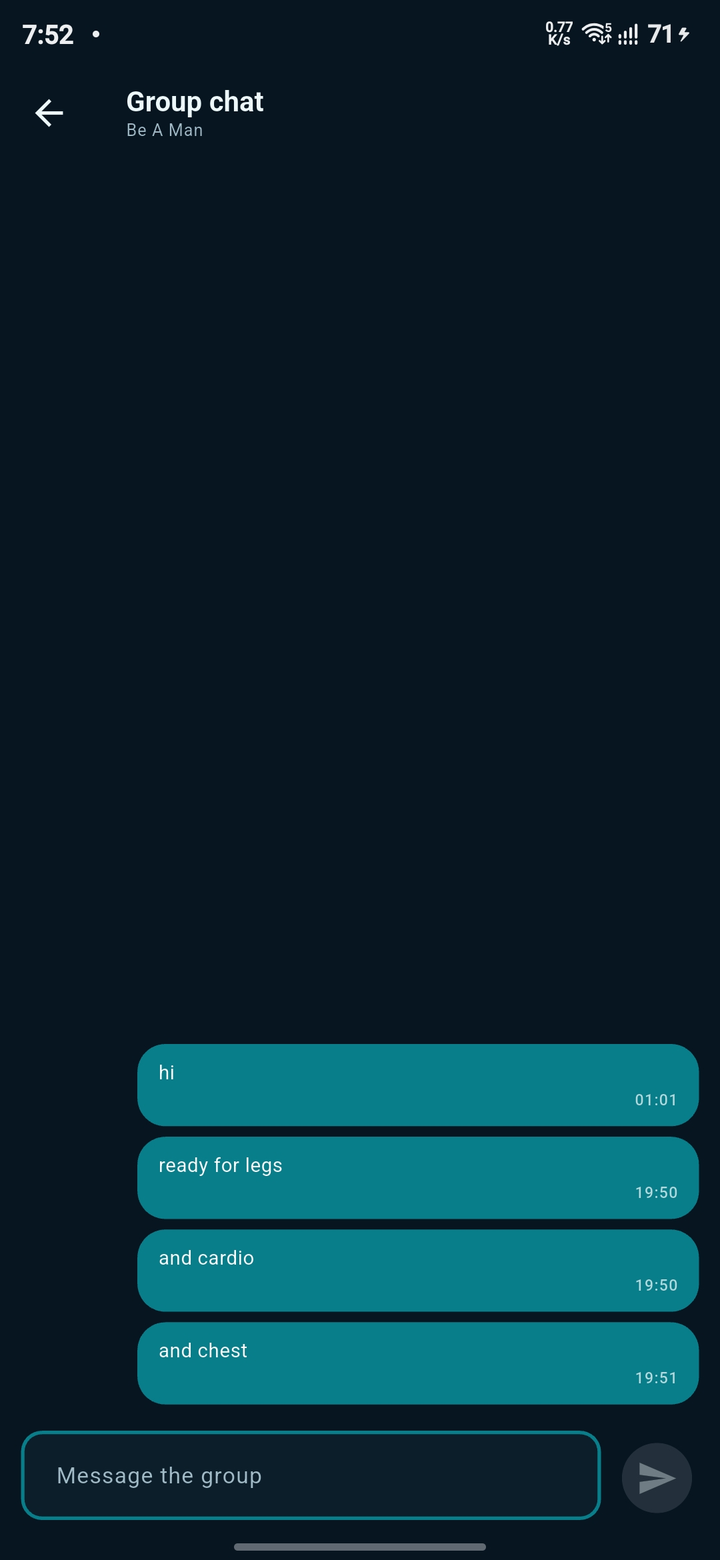 7:52 •
0.77
K/s
5
71
Group chat
Be A Man
hi
01:01
ready for legs
19:50
and cardio
19:50
and chest
19:51
Message the group